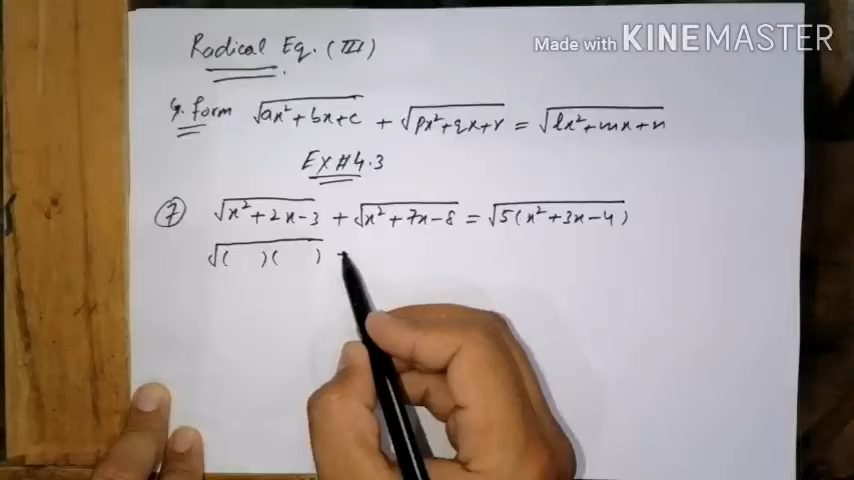 Made with KINEMASTER
Radical Eq. (III)
G. form √(ax²+bx+c) + √(px²+qx+r) = √(lx²+mx+n)
EX#4.3
⑦ √(x²+2x-3) + √(x²+7x-8) = √(5(x²+3x-4))
√( )( ) -